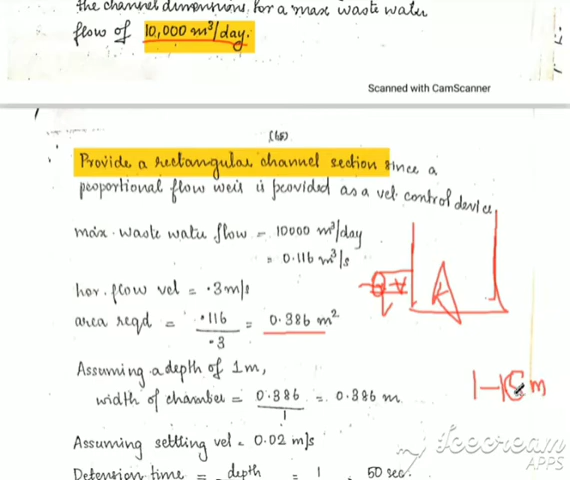 the channel dimensions, for a max waste water
flow of 10,000 m³/day.
Scanned with CamScanner
Provide a rectangular channel section since a
proportional flow weir is provided as a vel. control device.
max. waste water flow = 10000 m³/day
= 0.116 m³/s
hor. flow vel = .3 m/s
area reqd = .116/.3 = 0.386 m²
A
Assuming a depth of 1m,
width of chamber = 0.386/1 = 0.386 m
Assuming settling vel = 0.02 m/s
Icecream
APPS
Detension time = depth = 1 50 sec.